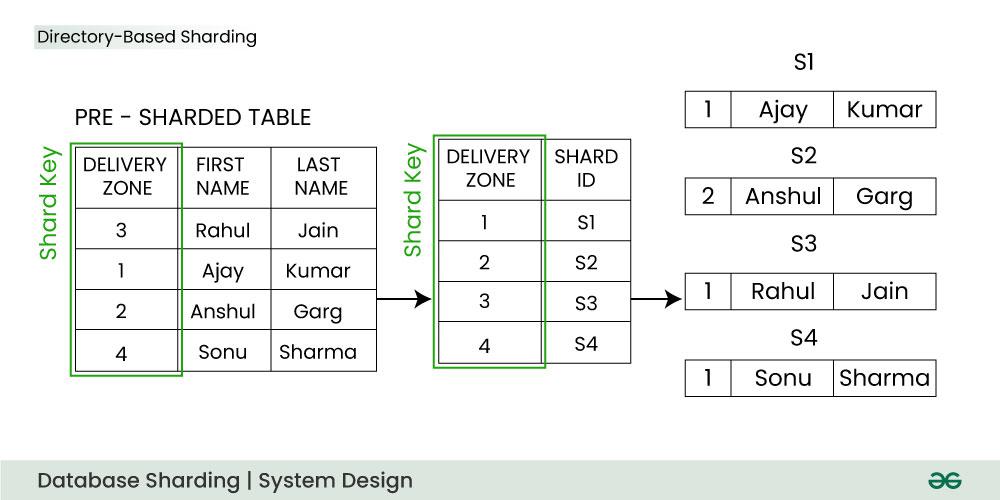 Directory-Based Sharding
PRE - SHARDED TABLE
Shard Key
DELIVERY ZONE FIRST NAME LAST NAME
3 Rahul Jain
1 Ajay Kumar
2 Anshul Garg
4 Sonu Sharma
Shard Key
DELIVERY ZONE SHARD ID
1 S1
2 S2
3 S3
4 S4
S1
1 Ajay Kumar
S2
2 Anshul Garg
S3
1 Rahul Jain
S4
1 Sonu Sharma
Database Sharding | System Design